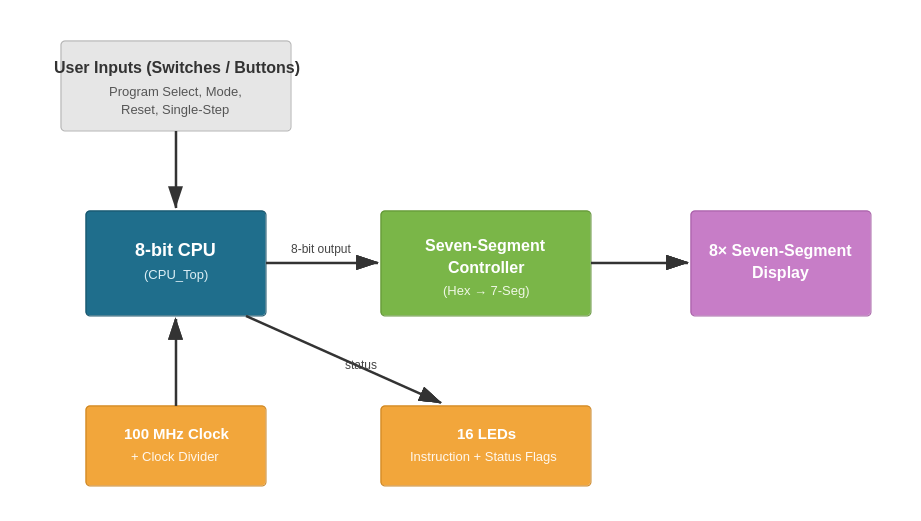 User Inputs (Switches / Buttons)
Program Select, Mode,
Reset, Single-Step
8-bit CPU
(CPU_Top)
8-bit output
Seven-Segment
Controller
(Hex → 7-Seg)
8× Seven-Segment
Display
status
100 MHz Clock
+ Clock Divider
16 LEDs
Instruction + Status Flags